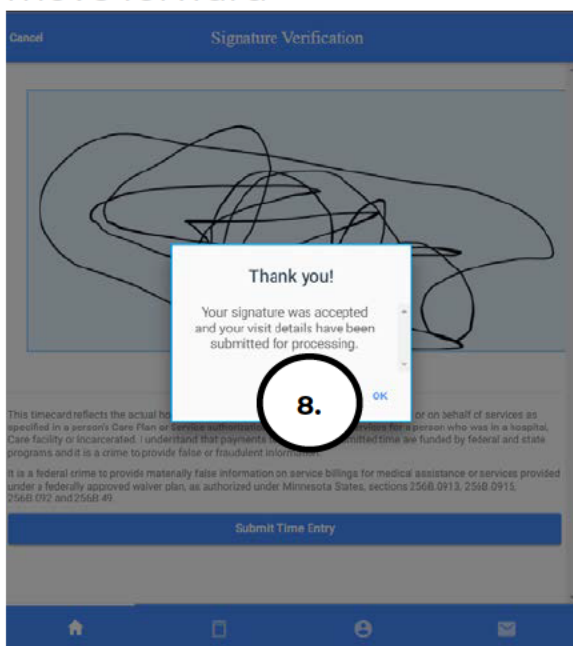 Cancel
Signature Verification
Thank you!
Your signature was accepted
and your visit details have been
submitted for processing.
OK
8.
This timecard reflects the actual or on behalf of services as
specified in a person's Care Plan or Service authorization for a person who was in a hospital,
Care facility or incarcerated. I understand that payments time are funded by federal and state
programs and it is a crime to provide false or fraudulent information.
It is a federal crime to provide materially false information on service billings for medical assistance or services provided
under a federally approved waiver plan, as authorized under Minnesota States, sections 256B.0913, 256B.0915,
256B.092 and 256B.49.
Submit Time Entry